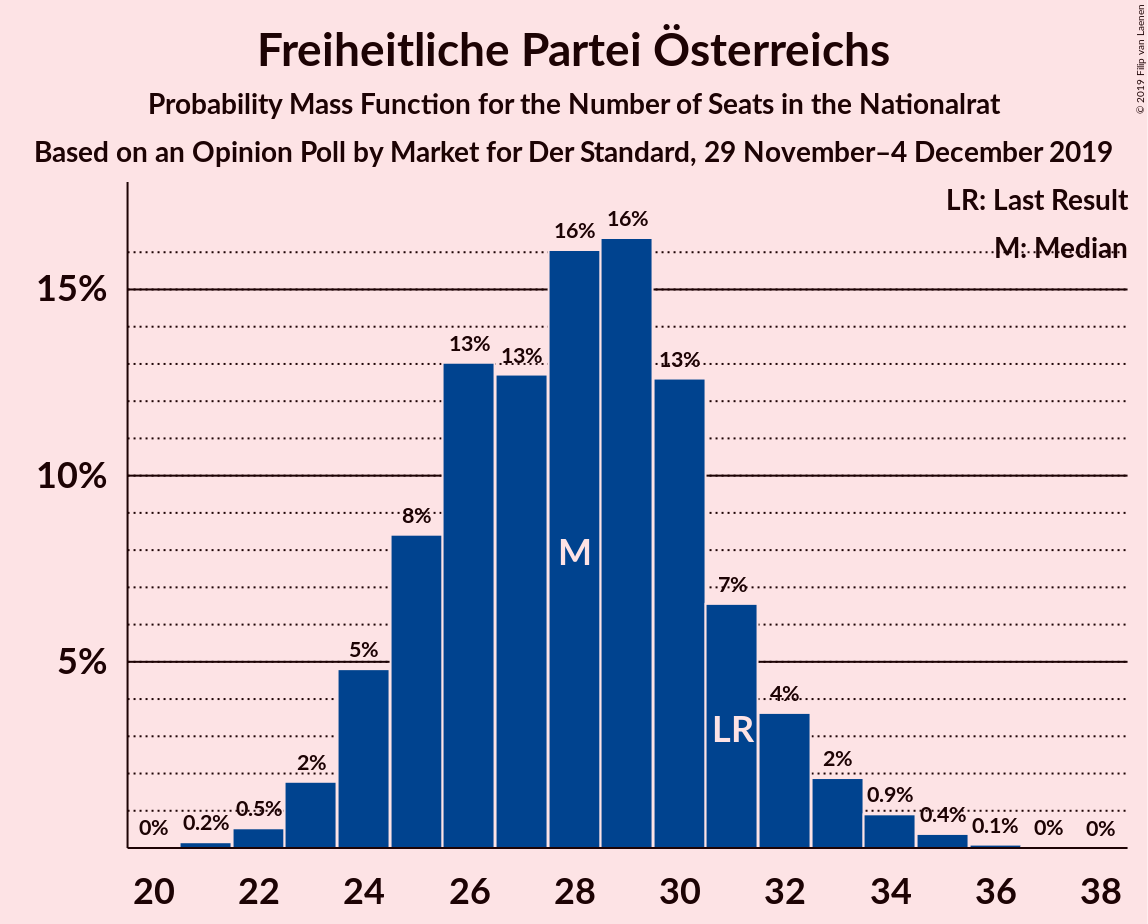 Freiheitliche Partei Österreichs
Probability Mass Function for the Number of Seats in the Nationalrat
Based on an Opinion Poll by Market for Der Standard, 29 November–4 December 2019
© 2019 Filip van Laenen
LR: Last Result
M: Median
15%
10%
5%
0%
0.2%
0.5%
2%
5%
8%
13%
13%
16%
16%
13%
7%
4%
2%
0.9%
0.4%
0.1%
0%
0%
M
LR
20 22 24 26 28 30 32 34 36 38